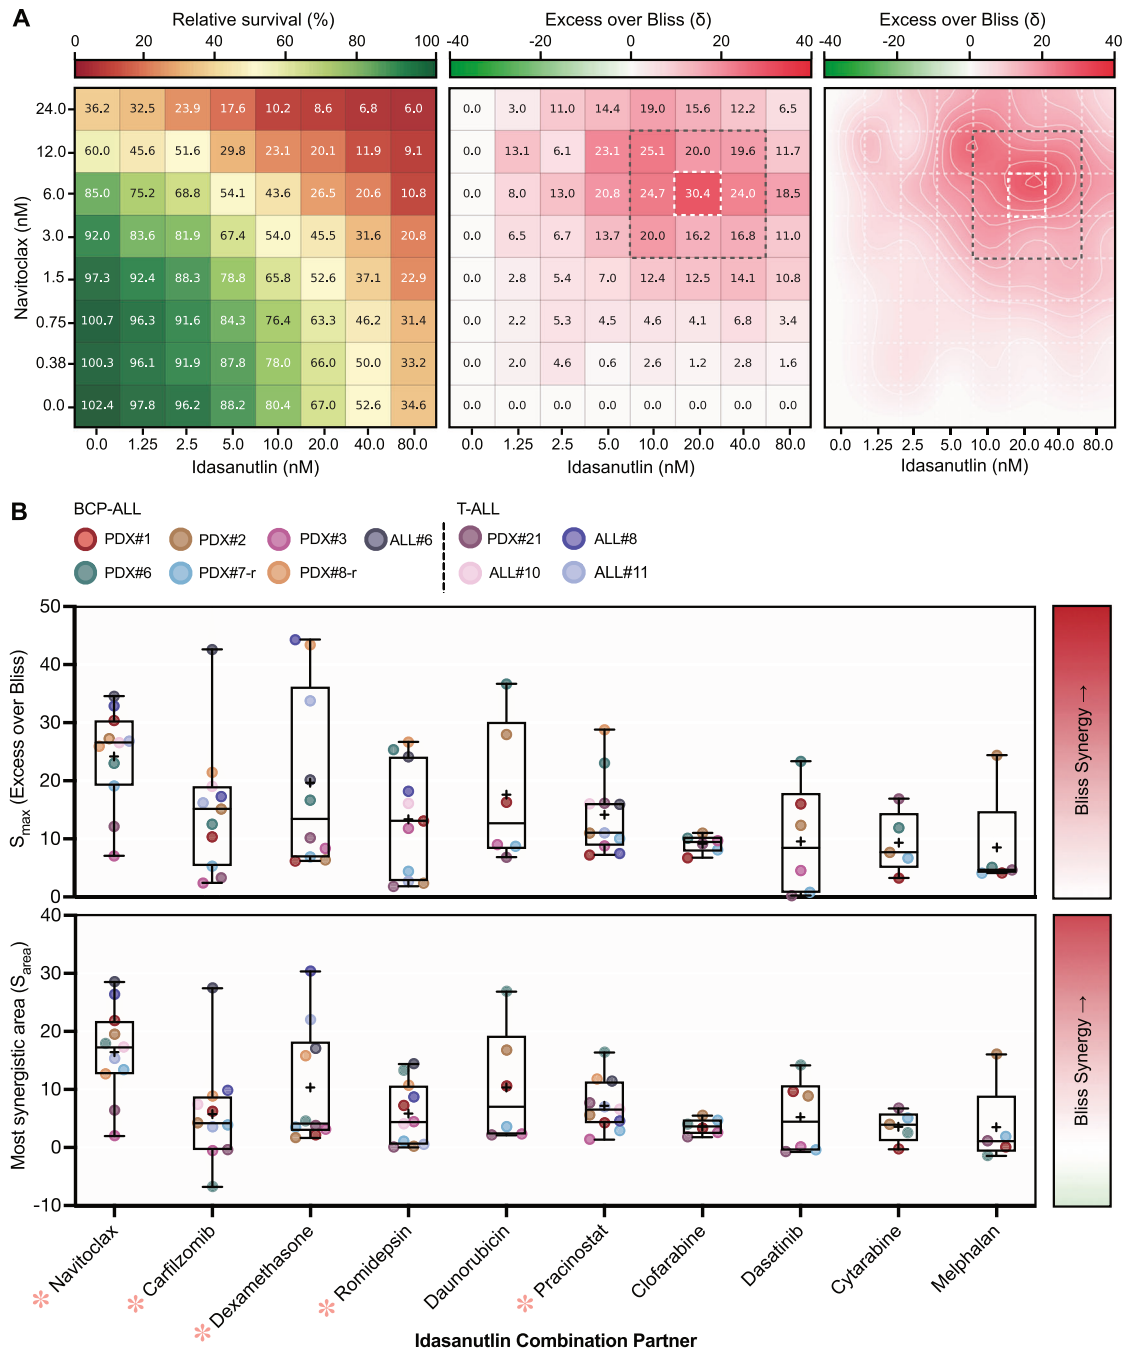 A
Relative survival (%)
0 20 40 60 80 100
Excess over Bliss (δ)
-40 -20 0 20 40
Excess over Bliss (δ)
-40 -20 0 20 40
Navitoclax (nM)
24.0 36.2 32.5 23.9 17.6 10.2 8.6 6.8 6.0
12.0 60.0 45.6 51.6 29.8 23.1 20.1 11.9 9.1
6.0 85.0 75.2 68.8 54.1 43.6 26.5 20.6 10.8
3.0 92.0 83.6 81.9 67.4 54.0 45.5 31.6 20.8
1.5 97.3 92.4 88.3 78.8 65.8 52.6 37.1 22.9
0.75 100.7 96.3 91.6 84.3 76.4 63.3 46.2 31.4
0.38 100.3 96.1 91.9 87.8 78.0 66.0 50.0 33.2
0.0 102.4 97.8 96.2 88.2 80.4 67.0 52.6 34.6
0.0 1.25 2.5 5.0 10.0 20.0 40.0 80.0
Idasanutlin (nM)
0.0 3.0 11.0 14.4 19.0 15.6 12.2 6.5
0.0 13.1 6.1 23.1 25.1 20.0 19.6 11.7
0.0 8.0 13.0 20.8 24.7 30.4 24.0 18.5
0.0 6.5 6.7 13.7 20.0 16.2 16.8 11.0
0.0 2.8 5.4 7.0 12.4 12.5 14.1 10.8
0.0 2.2 5.3 4.5 4.6 4.1 6.8 3.4
0.0 2.0 4.6 0.6 2.6 1.2 2.8 1.6
0.0 0.0 0.0 0.0 0.0 0.0 0.0 0.0
0.0 1.25 2.5 5.0 10.0 20.0 40.0 80.0
Idasanutlin (nM)
0.0 1.25 2.5 5.0 10.0 20.0 40.0 80.0
Idasanutlin (nM)
B
BCP-ALL
PDX#1 PDX#2 PDX#3 ALL#6
PDX#6 PDX#7-r PDX#8-r
T-ALL
PDX#21 ALL#8
ALL#10 ALL#11
Smax (Excess over Bliss)
50
40
30
20
10
0
Bliss Synergy →
Most synergistic area (Sarea)
40
30
20
10
0
-10
Bliss Synergy →
* Navitoclax
* Carfilzomib
* Dexamethasone
* Romidepsin
Daunorubicin
* Pracinostat
Clofarabine
Dasatinib
Cytarabine
Melphalan
Idasanutlin Combination Partner